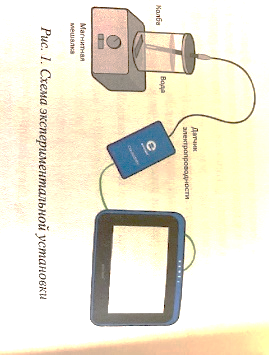 Колба
Вода
Магнитная
мешалка
Датчик
электропроводности
Рис. 1. Схема экспериментальной установки